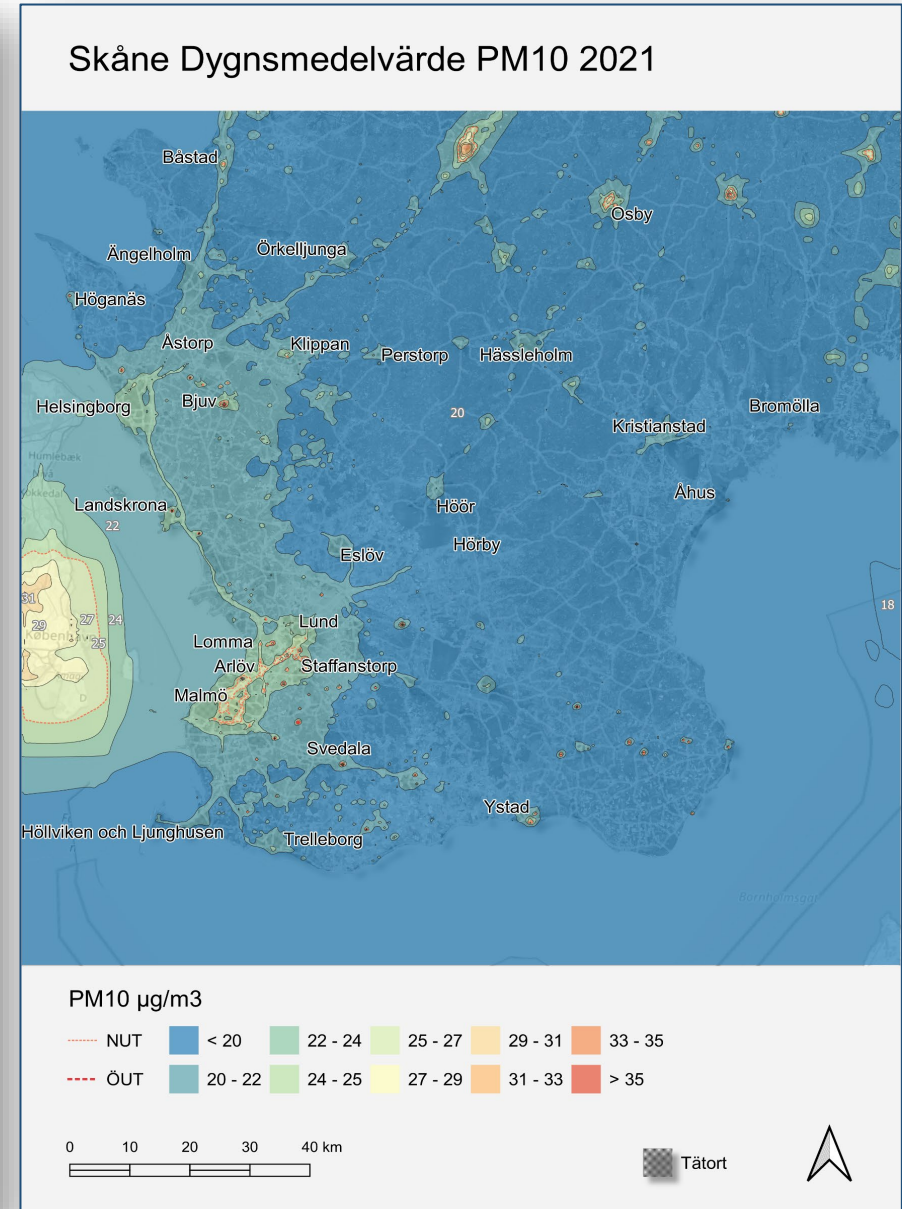 Skåne Dygnsmedelvärde PM10 2021
Båstad
Osby
Ängelholm
Örkelljunga
Höganäs
Åstorp
Klippan
Perstorp
Hässleholm
Helsingborg
Bjuv
20
Bromölla
Kristianstad
Humlebæk
Nivå
Landskrona
22
Höör
Åhus
Eslöv
Hörby
31
29
27
24
25
18
København
Lund
Lomma
Arlöv
Staffanstorp
Malmö
Svedala
Ystad
Höllviken och Ljunghusen
Trelleborg
PM10 µg/m3
NUT < 20 22 - 24 25 - 27 29 - 31 33 - 35
ÖUT 20 - 22 24 - 25 27 - 29 31 - 33 > 35
0 10 20 30 40 km
Tätort